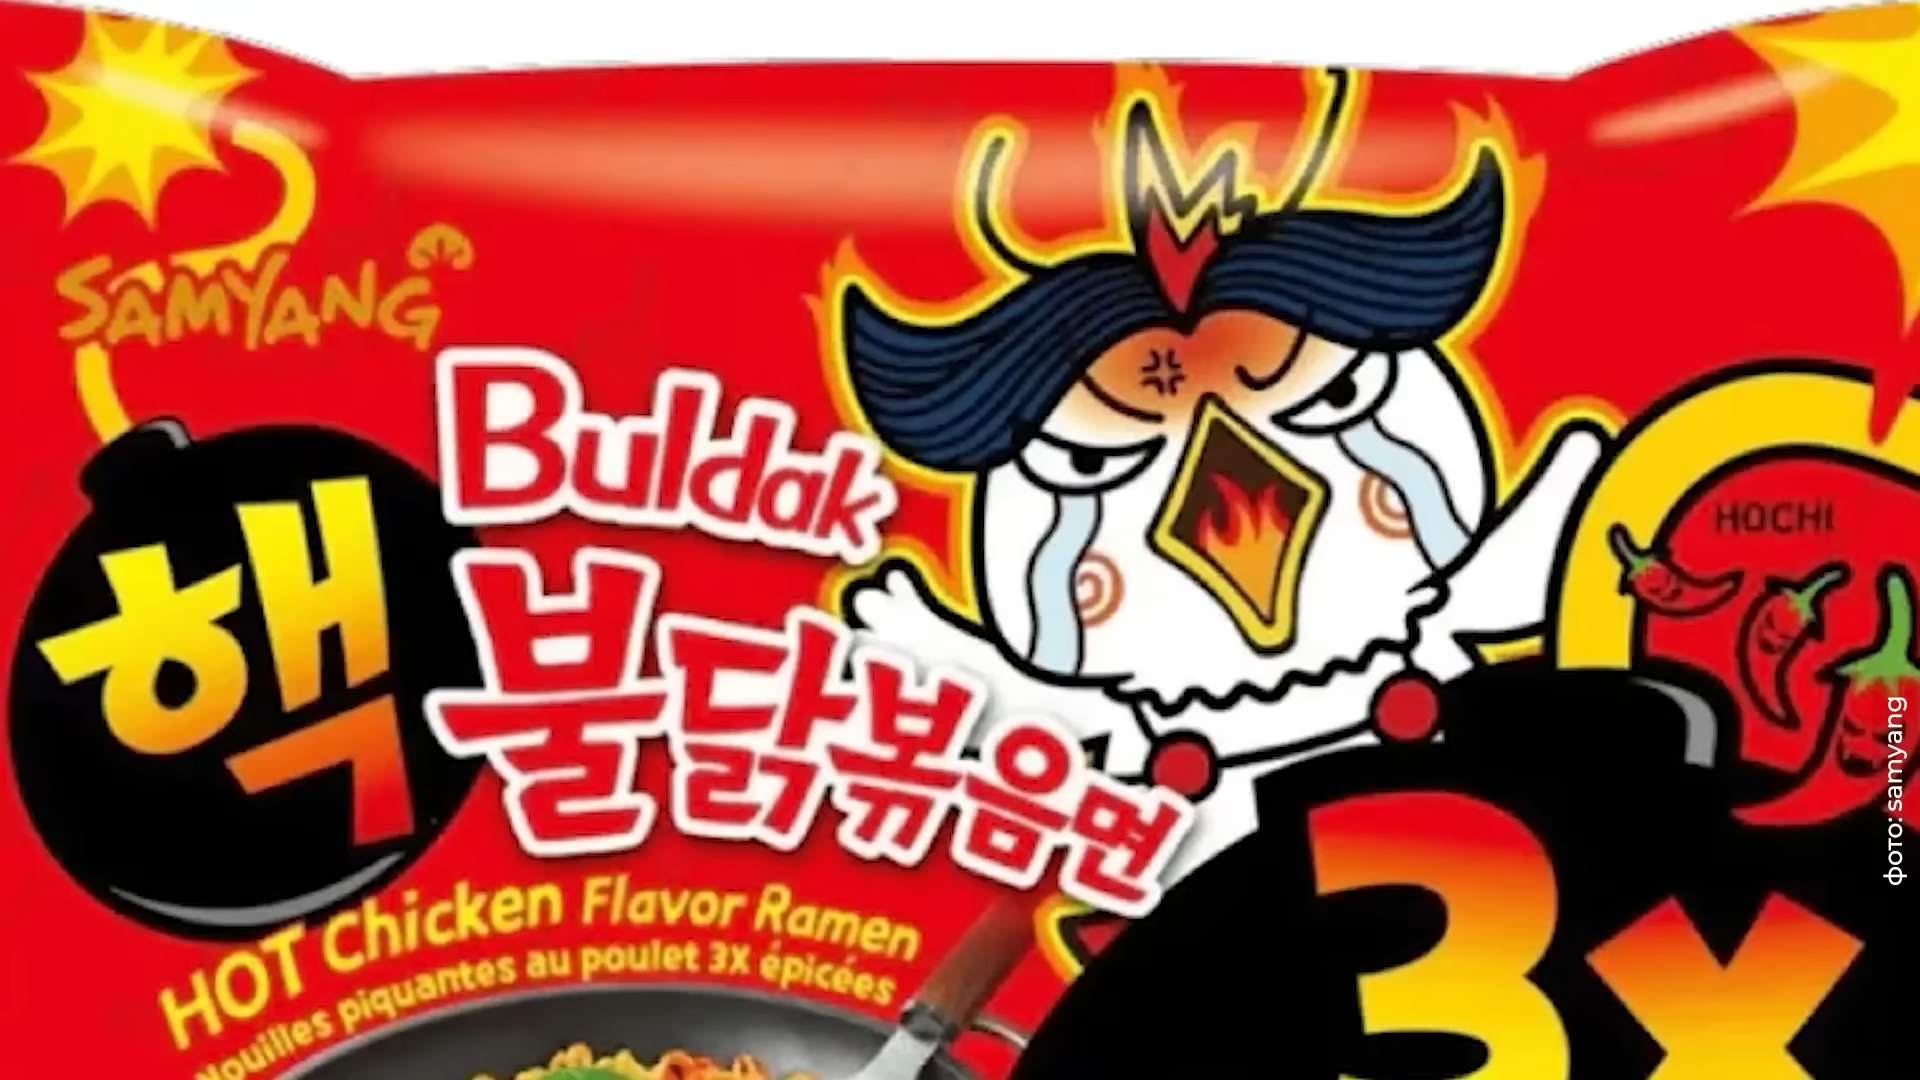 SAMYANG
Buldak
핵
불닭볶음면
HOT Chicken Flavor Ramen
Nouilles piquantes au poulet 3X épicées
HOCHI
3x
фото: samyang